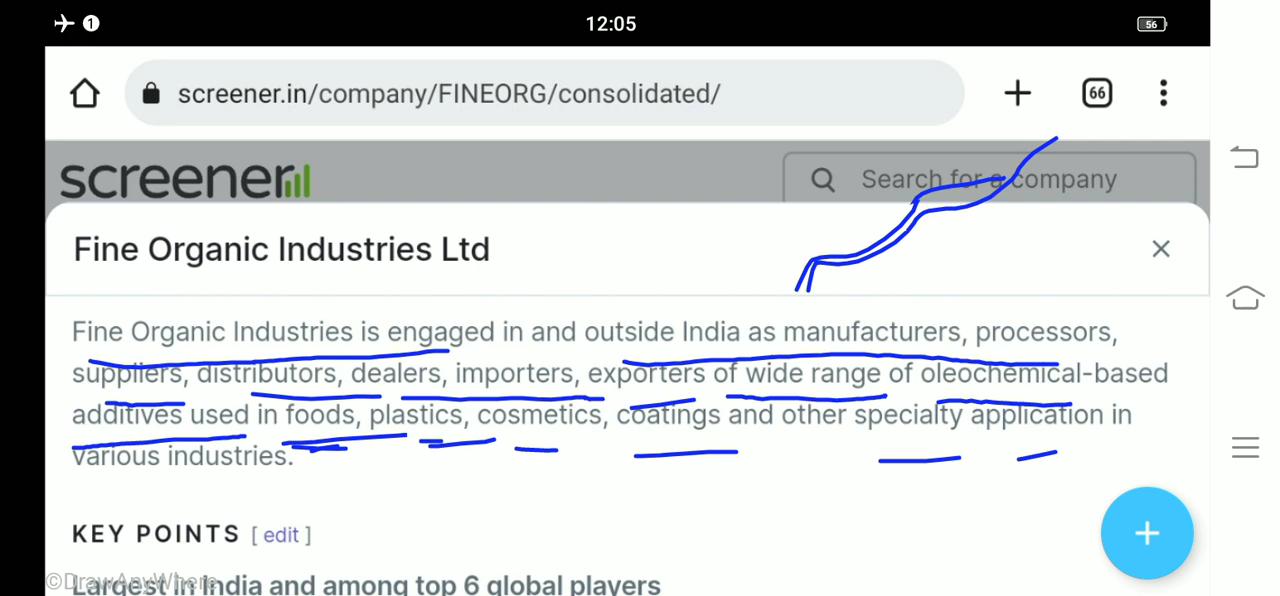 1 12:05 56
screener.in/company/FINEORG/consolidated/ 66
screener Search for a company
Fine Organic Industries Ltd
Fine Organic Industries is engaged in and outside India as manufacturers, processors,
suppliers, distributors, dealers, importers, exporters of wide range of oleochemical-based
additives used in foods, plastics, cosmetics, coatings and other specialty application in
various industries.
KEY POINTS [ edit ]
Largest in India and among top 6 global players
©DrawAnyWhere